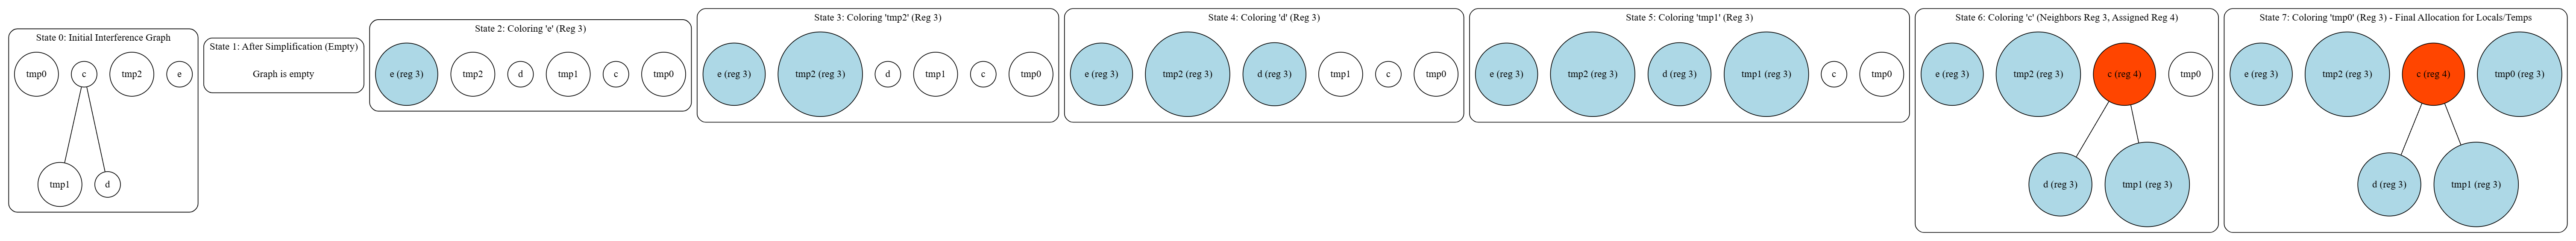 State 0: Initial Interference Graph
tmp0
c
tmp2
e
tmp1
d
State 1: After Simplification (Empty)
Graph is empty
State 2: Coloring 'e' (Reg 3)
e (reg 3)
tmp2
d
tmp1
c
tmp0
State 3: Coloring 'tmp2' (Reg 3)
e (reg 3)
tmp2 (reg 3)
d
tmp1
c
tmp0
State 4: Coloring 'd' (Reg 3)
e (reg 3)
tmp2 (reg 3)
d (reg 3)
tmp1
c
tmp0
State 5: Coloring 'tmp1' (Reg 3)
e (reg 3)
tmp2 (reg 3)
d (reg 3)
tmp1 (reg 3)
c
tmp0
State 6: Coloring 'c' (Neighbors Reg 3, Assigned Reg 4)
e (reg 3)
tmp2 (reg 3)
c (reg 4)
tmp0
d (reg 3)
tmp1 (reg 3)
State 7: Coloring 'tmp0' (Reg 3) - Final Allocation for Locals/Temps
e (reg 3)
tmp2 (reg 3)
c (reg 4)
tmp0 (reg 3)
d (reg 3)
tmp1 (reg 3)